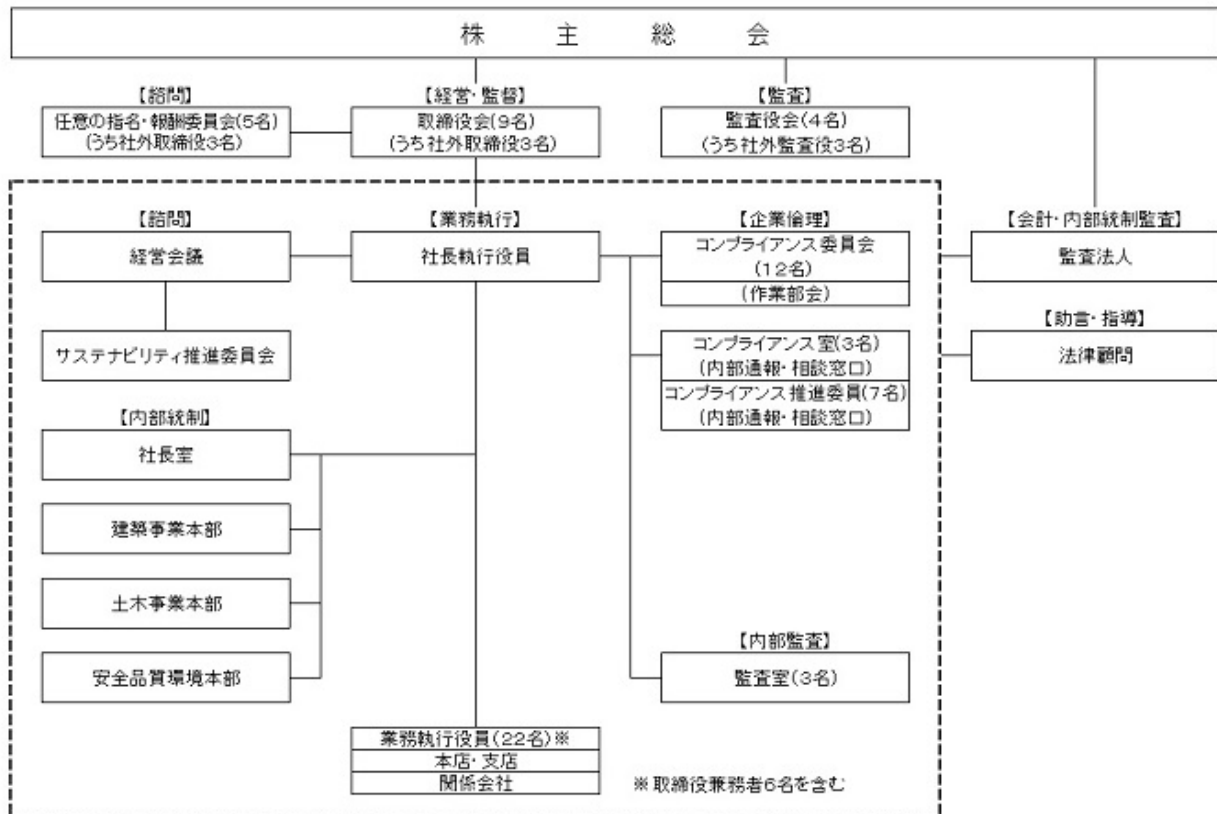 株主総会
【諮問】
任意の指名・報酬委員会(5名)
(うち社外取締役3名)
【経営・監督】
取締役会(9名)
(うち社外取締役3名)
【監査】
監査役会(4名)
(うち社外監査役3名)
【諮問】
経営会議
サステナビリティ推進委員会
【業務執行】
社長執行役員
【企業倫理】
コンプライアンス委員会
(12名)
(作業部会)
コンプライアンス室(3名)
(内部通報・相談窓口)
コンプライアンス推進委員(7名)
(内部通報・相談窓口)
【会計・内部統制監査】
監査法人
【助言・指導】
法律顧問
【内部統制】
社長室
建築事業本部
土木事業本部
安全品質環境本部
【内部監査】
監査室(3名)
業務執行役員(22名)※
本店・支店
関係会社
※取締役兼務者6名を含む